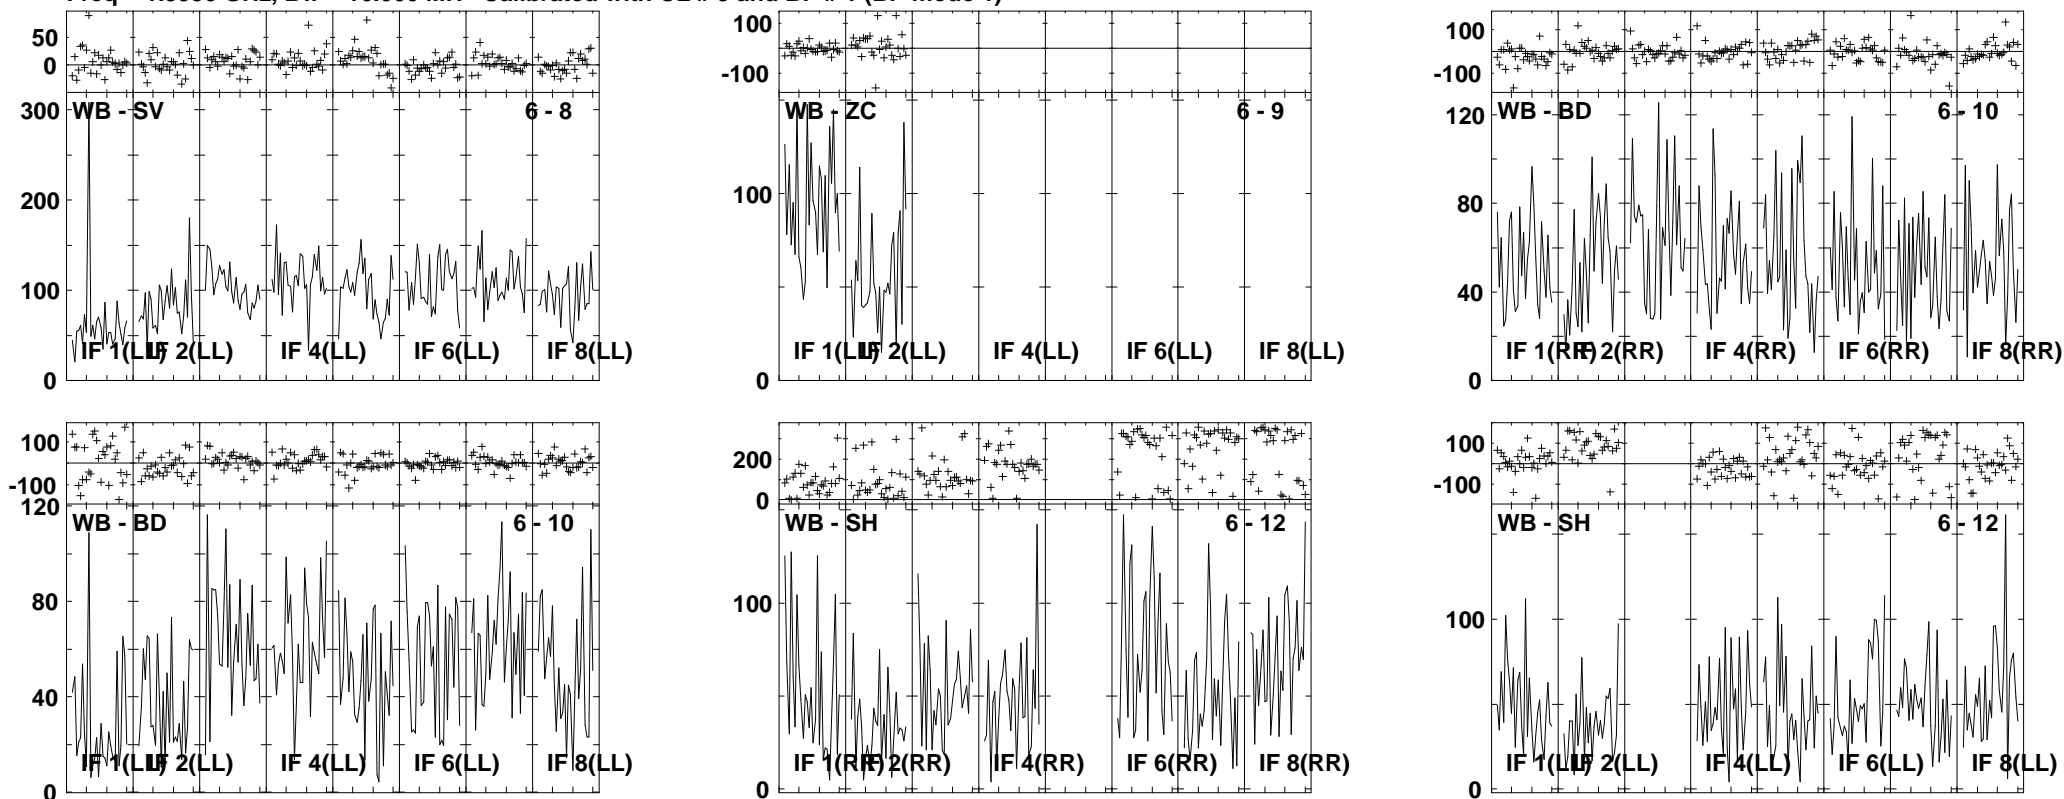 50
0
300
200
100
0
WB - SV 6 - 8
IF 1(LL) IF 2(LL) IF 4(LL) IF 6(LL) IF 8(LL)
100
-100
100
0
WB - ZC 6 - 9
IF 1(LL) IF 2(LL) IF 4(LL) IF 6(LL) IF 8(LL)
100
-100
120
80
40
0
WB - BD 6 - 10
IF 1(RR) IF 2(RR) IF 4(RR) IF 6(RR) IF 8(RR)
100
-100
120
80
40
0
WB - BD 6 - 10
IF 1(LL) IF 2(LL) IF 4(LL) IF 6(LL) IF 8(LL)
200
0
100
0
WB - SH 6 - 12
IF 1(RR) IF 2(RR) IF 4(RR) IF 6(RR) IF 8(RR)
100
-100
100
0
WB - SH 6 - 12
IF 1(LL) IF 2(LL) IF 4(LL) IF 6(LL) IF 8(LL)